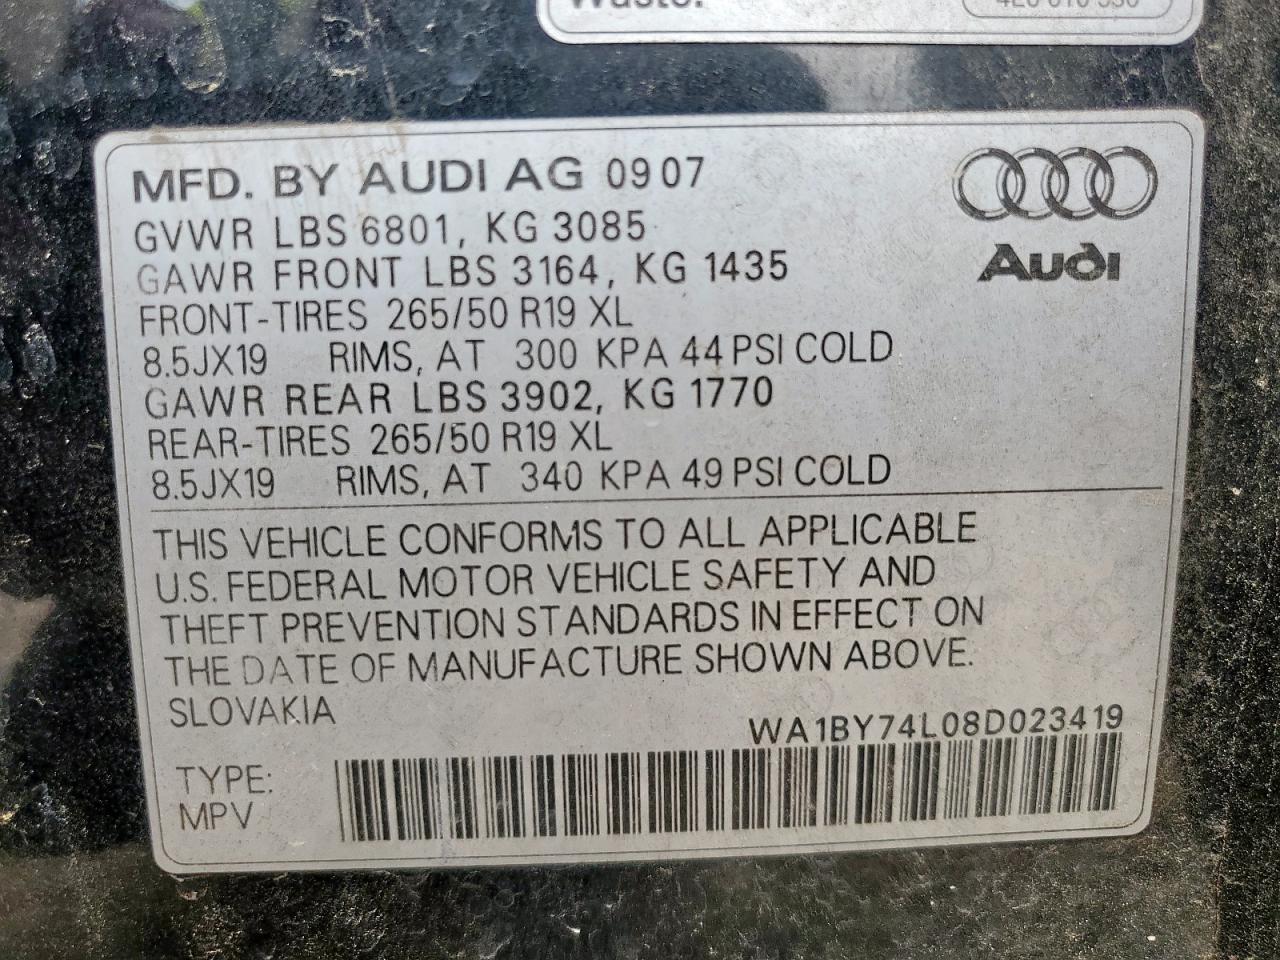 Waste:
MFD. BY AUDI AG 09 07
GVWR LBS 6801, KG 3085
GAWR FRONT LBS 3164, KG 1435
FRONT-TIRES 265/50 R19 XL
8.5JX19 RIMS, AT 300 KPA 44 PSI COLD
GAWR REAR LBS 3902, KG 1770
REAR-TIRES 265/50 R19 XL
8.5JX19 RIMS, AT 340 KPA 49 PSI COLD
Audi
THIS VEHICLE CONFORMS TO ALL APPLICABLE
U.S. FEDERAL MOTOR VEHICLE SAFETY AND
THEFT PREVENTION STANDARDS IN EFFECT ON
THE DATE OF MANUFACTURE SHOWN ABOVE.
SLOVAKIA
WA1BY74L08D023419
TYPE:
MPV